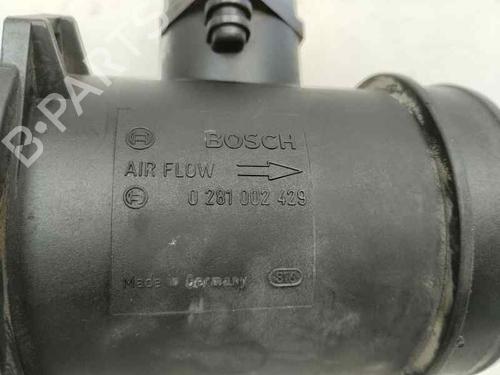 B-PARTS
BOSCH
AIR FLOW
0 281 002 429
Made in Germany